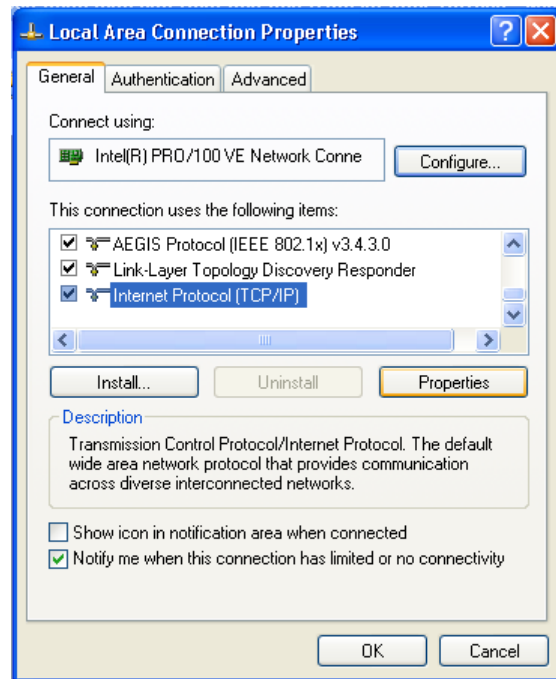 Local Area Connection Properties
General
Authentication
Advanced
Connect using:
Intel(R) PRO/100 VE Network Conne
Configure...
This connection uses the following items:
AEGIS Protocol (IEEE 802.1x) v3.4.3.0
Link-Layer Topology Discovery Responder
Internet Protocol (TCP/IP)
Install...
Uninstall
Properties
Description
Transmission Control Protocol/Internet Protocol. The default
wide area network protocol that provides communication
across diverse interconnected networks.
Show icon in notification area when connected
Notify me when this connection has limited or no connectivity
OK
Cancel